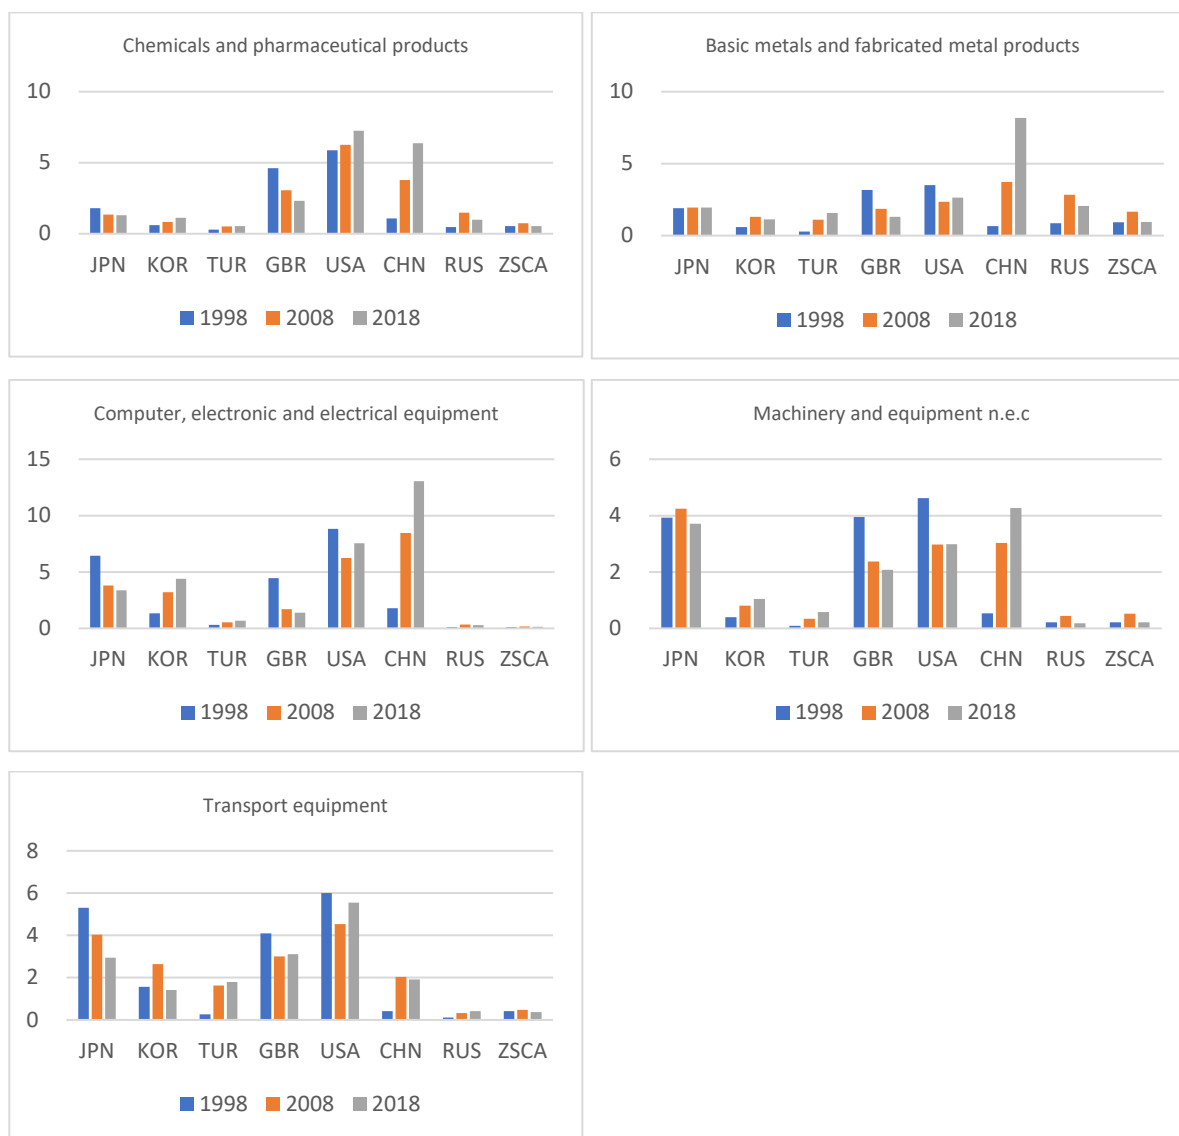 Chemicals and pharmaceutical products
10
5
0
JPN KOR TUR GBR USA CHN RUS ZSCA
1998 2008 2018
Basic metals and fabricated metal products
10
5
0
JPN KOR TUR GBR USA CHN RUS ZSCA
1998 2008 2018
Computer, electronic and electrical equipment
15
10
5
0
JPN KOR TUR GBR USA CHN RUS ZSCA
1998 2008 2018
Machinery and equipment n.e.c
6
4
2
0
JPN KOR TUR GBR USA CHN RUS ZSCA
1998 2008 2018
Transport equipment
8
6
4
2
0
JPN KOR TUR GBR USA CHN RUS ZSCA
1998 2008 2018